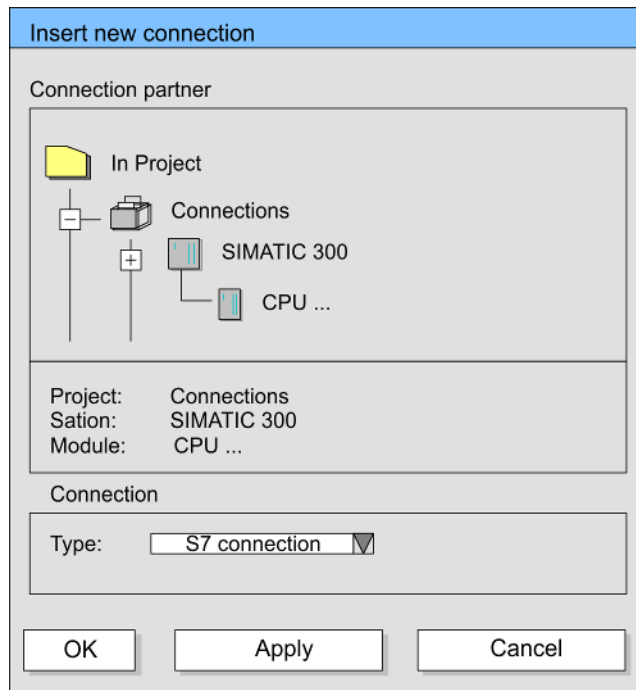 Insert new connection
Connection partner
In Project
Connections
SIMATIC 300
CPU ...
Project: Connections
Sation: SIMATIC 300
Module: CPU ...
Connection
Type: S7 connection
OK Apply Cancel